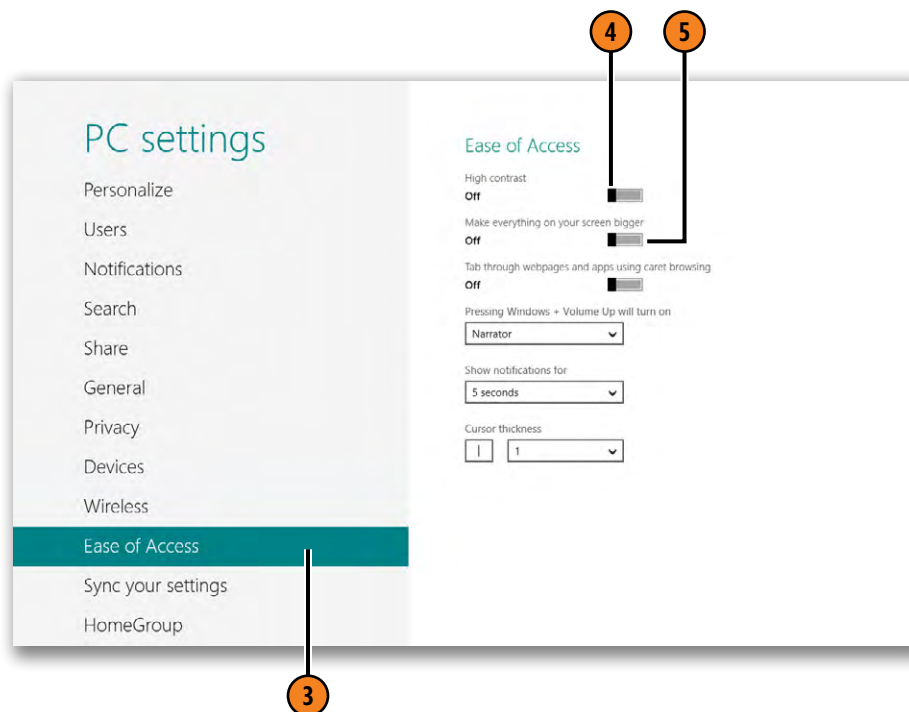 4 5
PC settings
Personalize
Users
Notifications
Search
Share
General
Privacy
Devices
Wireless
Ease of Access
Sync your settings
HomeGroup
Ease of Access
High contrast
Off
Make everything on your screen bigger
Off
Tab through webpages and apps using caret browsing
Off
Pressing Windows + Volume Up will turn on
Narrator
Show notifications for
5 seconds
Cursor thickness
1
3